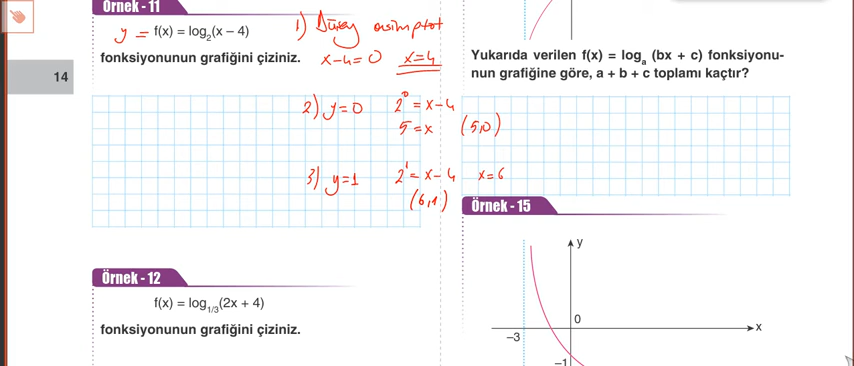 Örnek - 11
y = f(x) = log₂(x – 4)
fonksiyonunun grafiğini çiziniz.
1) Düşey asimptot
x-4=0 x=4
14
2) y=0 2⁰=x-4
5=x (5,0)
3) y=1 2¹=x-4 x=6
(6,1)
Örnek - 12
f(x) = log₁/₃(2x + 4)
fonksiyonunun grafiğini çiziniz.
Yukarıda verilen f(x) = logₐ (bx + c) fonksiyonu-
nun grafiğine göre, a + b + c toplamı kaçtır?
Örnek - 15
y
0
x
–3
–1